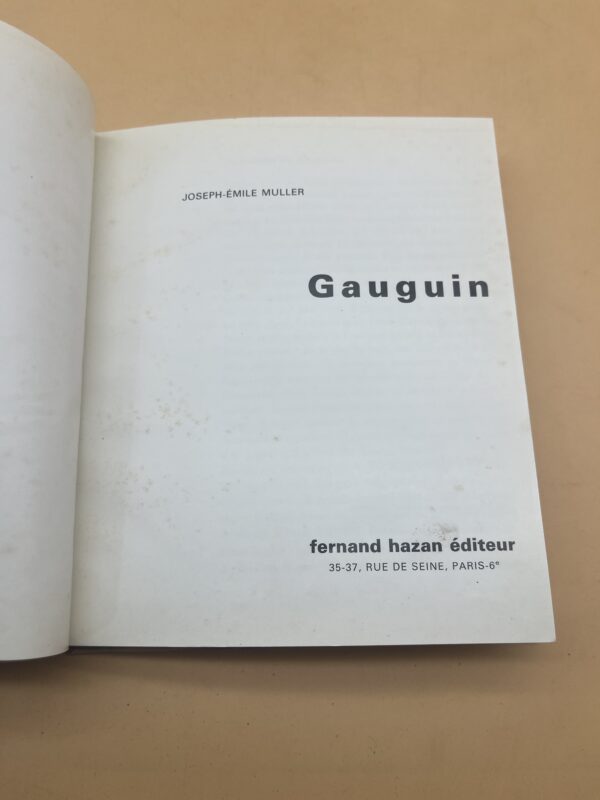 JOSEPH-ÉMILE MULLER
Gauguin
fernand hazan éditeur
35-37, RUE DE SEINE, PARIS-6e